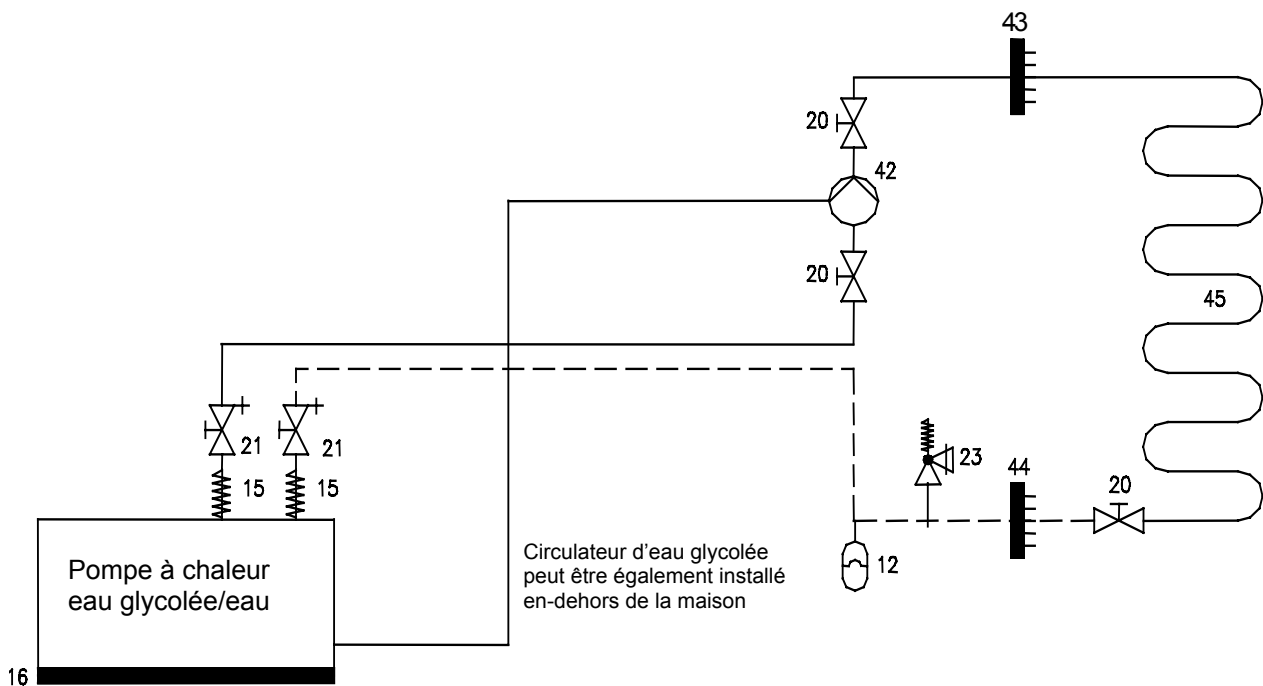 43
20
42
20
45
21
21
23
44
20
15
15
12
Pompe à chaleur
eau glycolée/eau
Circulateur d'eau glycolée
peut être également installé
en-dehors de la maison
16